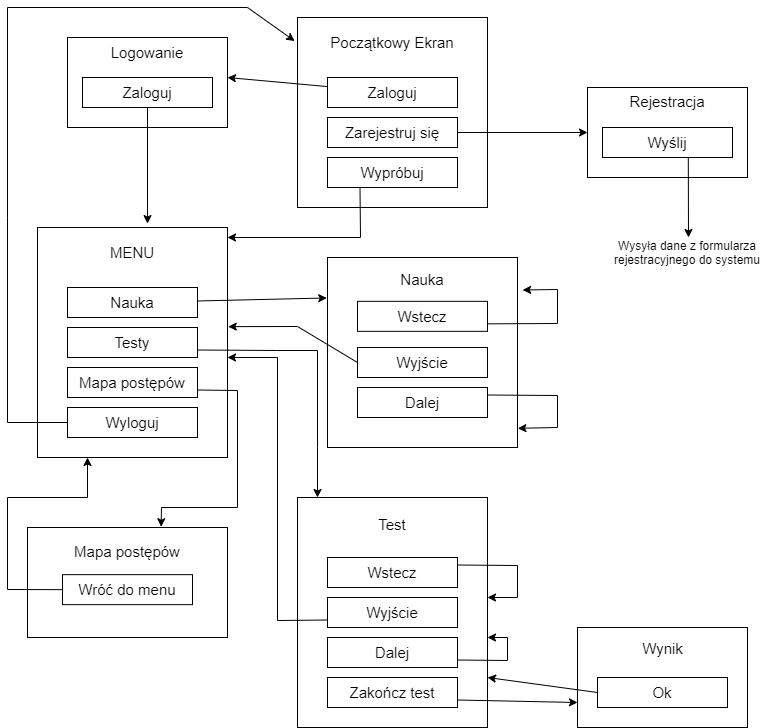 Początkowy Ekran
Zaloguj
Zarejestruj się
Wypróbuj
Logowanie
Zaloguj
Rejestracja
Wyślij
Wysyła dane z formularza
rejestracyjnego do systemu
MENU
Nauka
Testy
Mapa postępów
Wyloguj
Nauka
Wstecz
Wyjście
Dalej
Mapa postępów
Wróć do menu
Test
Wstecz
Wyjście
Dalej
Zakończ test
Wynik
Ok